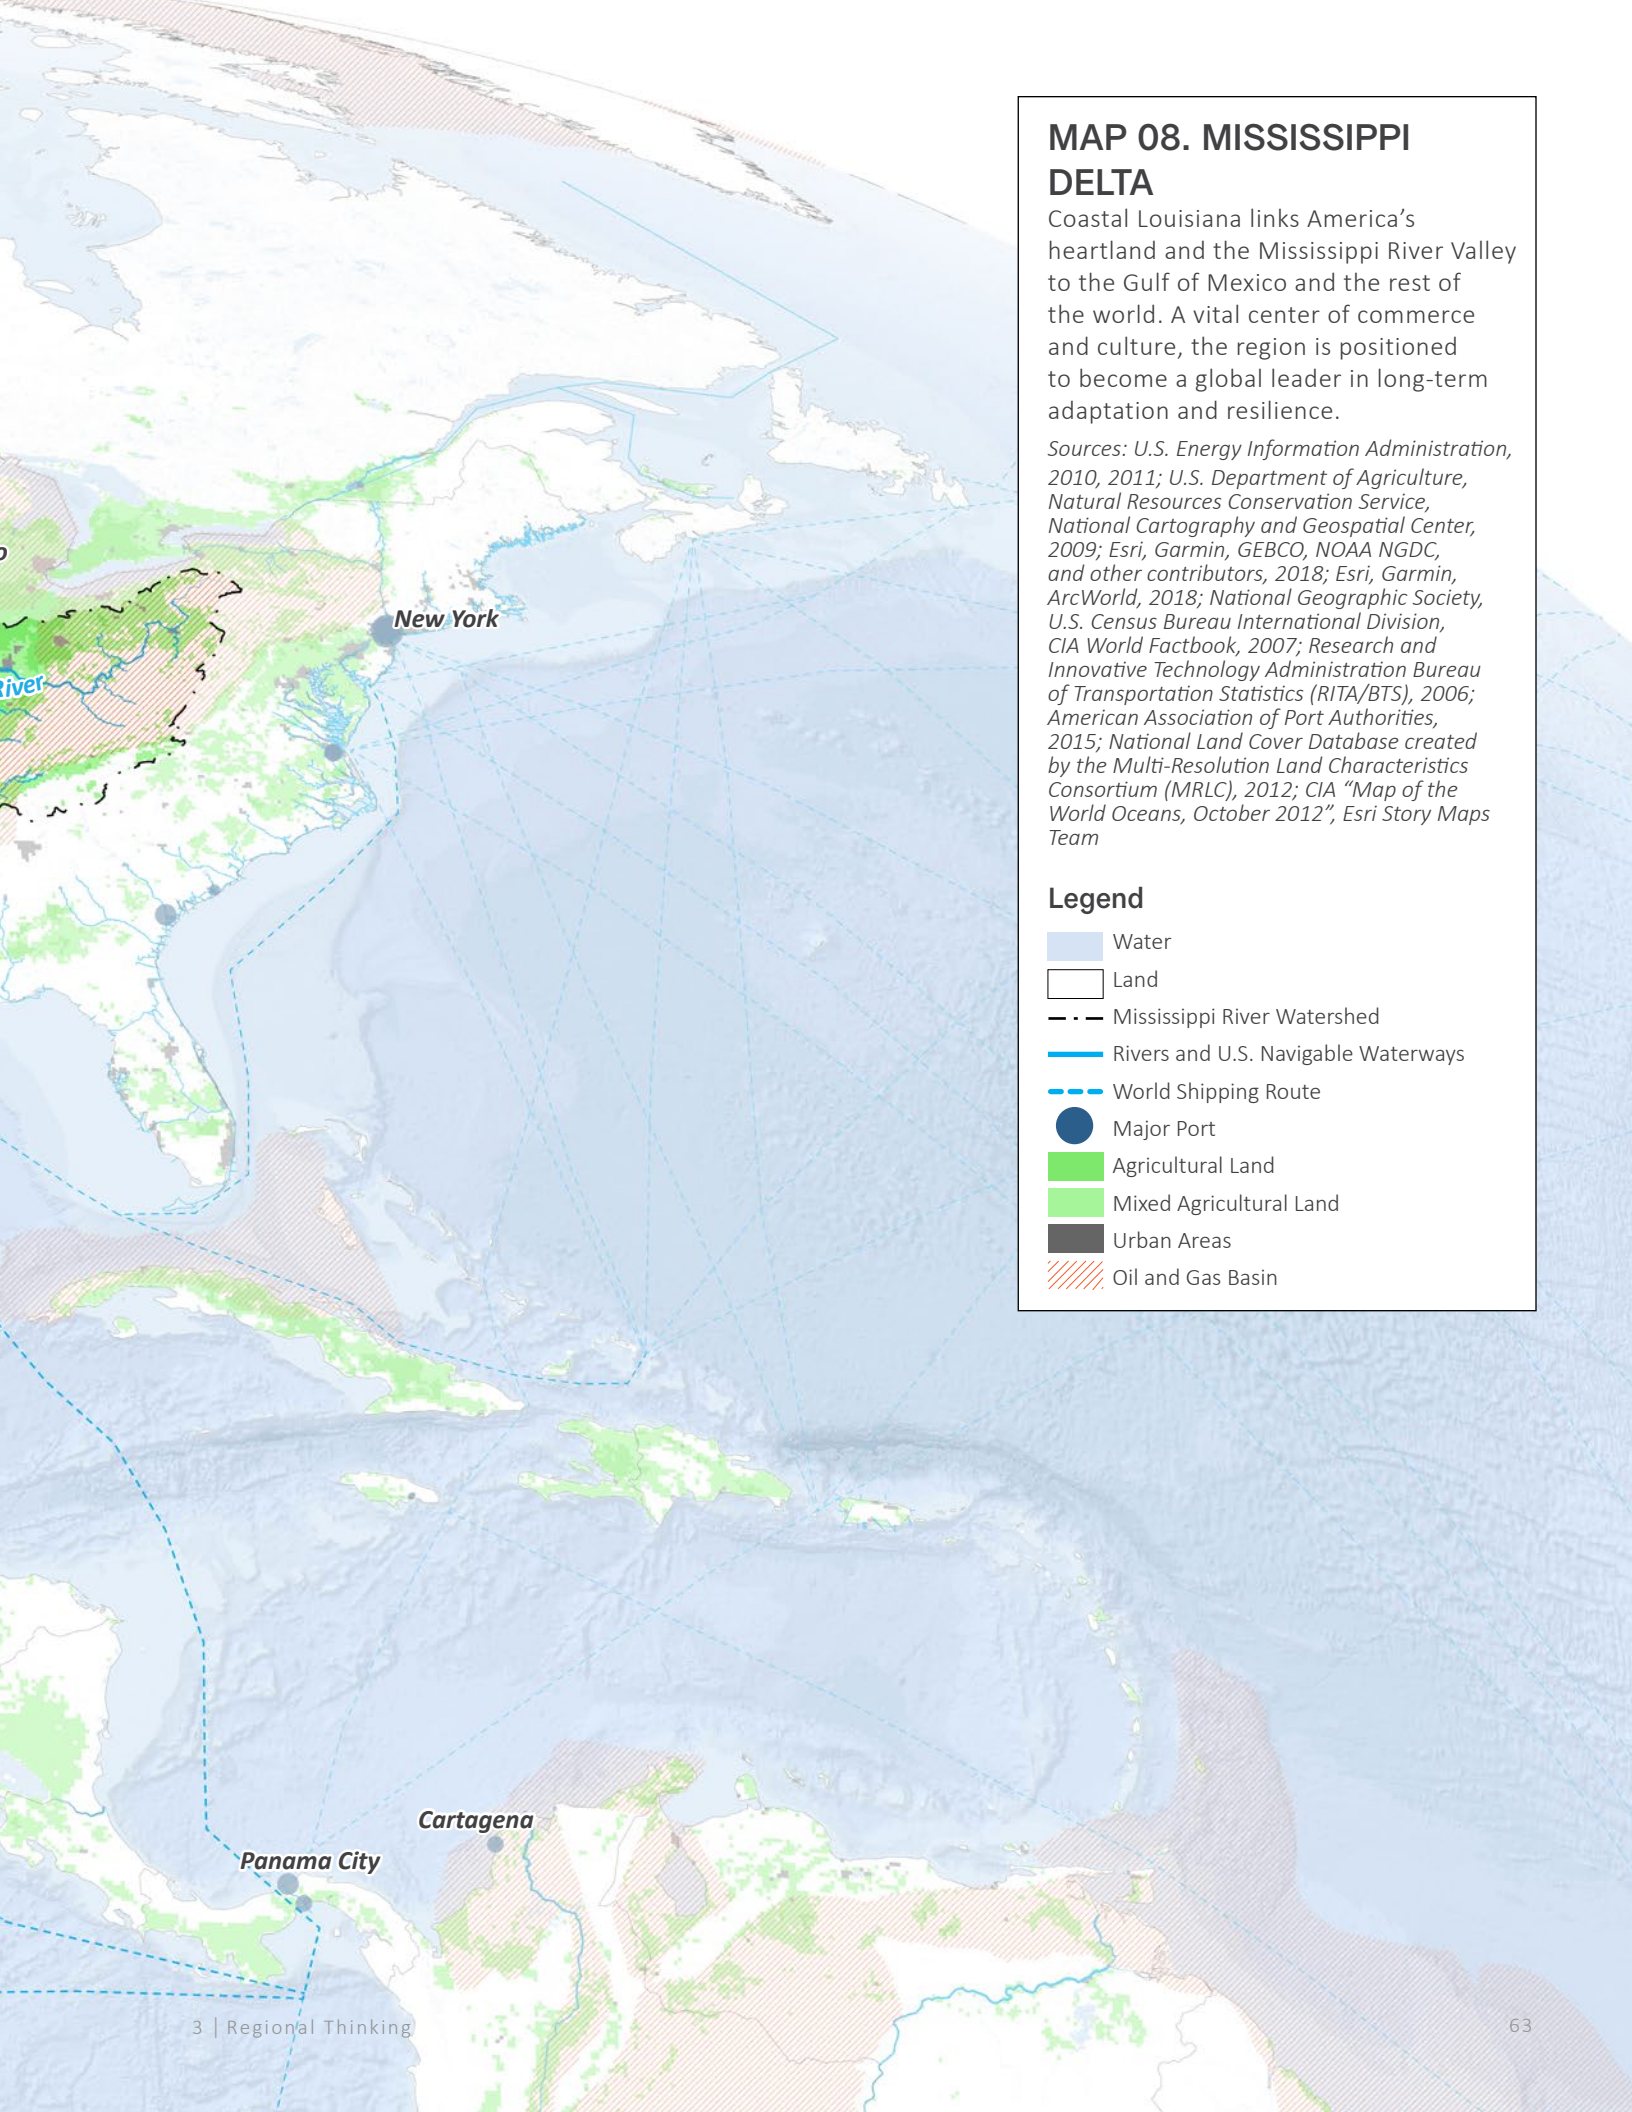 MAP 08. MISSISSIPPI
DELTA
Coastal Louisiana links America’s
heartland and the Mississippi River Valley
to the Gulf of Mexico and the rest of
the world. A vital center of commerce
and culture, the region is positioned
to become a global leader in long-term
adaptation and resilience.
Sources: U.S. Energy Information Administration,
2010, 2011; U.S. Department of Agriculture,
Natural Resources Conservation Service,
National Cartography and Geospatial Center,
2009; Esri, Garmin, GEBCO, NOAA NGDC,
and other contributors, 2018; Esri, Garmin,
ArcWorld, 2018; National Geographic Society,
U.S. Census Bureau International Division,
CIA World Factbook, 2007; Research and
Innovative Technology Administration Bureau
of Transportation Statistics (RITA/BTS), 2006;
American Association of Port Authorities,
2015; National Land Cover Database created
by the Multi-Resolution Land Characteristics
Consortium (MRLC), 2012; CIA “Map of the
World Oceans, October 2012”, Esri Story Maps
Team
Legend
Water
Land
Mississippi River Watershed
Rivers and U.S. Navigable Waterways
World Shipping Route
Major Port
Agricultural Land
Mixed Agricultural Land
Urban Areas
Oil and Gas Basin
New York
River
Cartagena
Panama City
3 | Regional Thinking
63